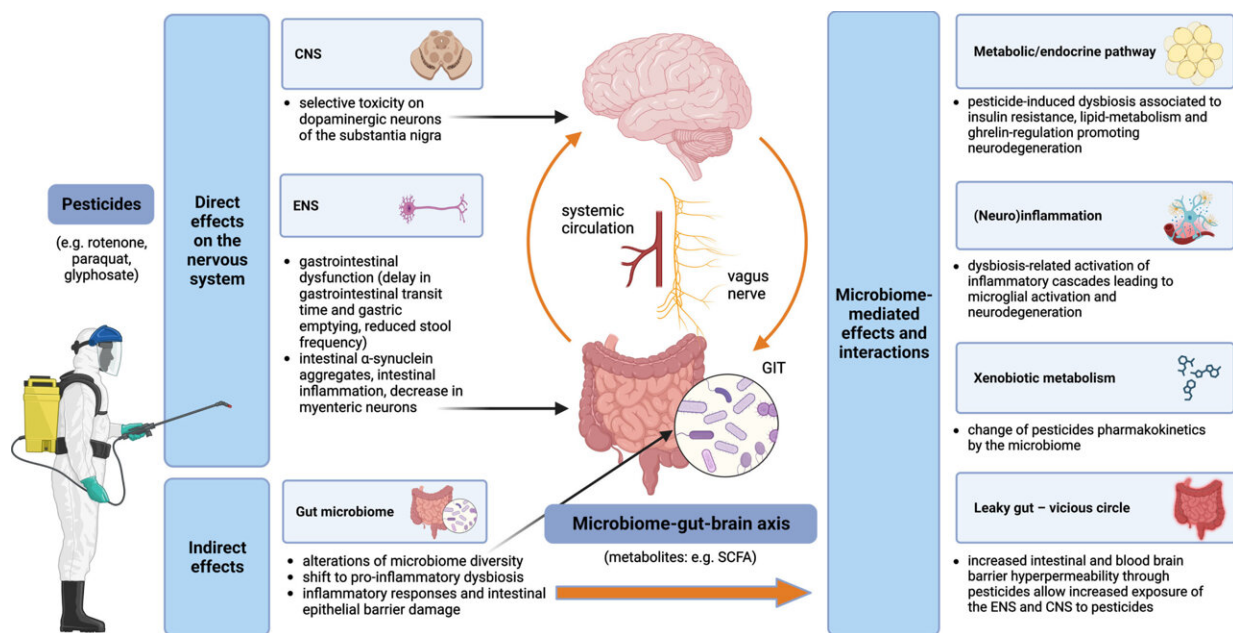 Pesticides
(e.g. rotenone,
paraquat,
glyphosate)
Direct
effects
on the
nervous
system
Indirect
effects
CNS
• selective toxicity on
dopaminergic neurons
of the substantia nigra
ENS
• gastrointestinal
dysfunction (delay in
gastrointestinal transit
time and gastric
emptying, reduced stool
frequency)
• intestinal α-synuclein
aggregates, intestinal
inflammation, decrease in
myenteric neurons
Gut microbiome
• alterations of microbiome diversity
• shift to pro-inflammatory dysbiosis
• inflammatory responses and intestinal
epithelial barrier damage
systemic
circulation
vagus
nerve
GIT
Microbiome-gut-brain axis
(metabolites: e.g. SCFA)
Microbiome-
mediated
effects and
interactions
Metabolic/endocrine pathway
• pesticide-induced dysbiosis associated to
insulin resistance, lipid-metabolism and
ghrelin-regulation promoting
neurodegeneration
(Neuro)inflammation
• dysbiosis-related activation of
inflammatory cascades leading to
microglial activation and
neurodegeneration
Xenobiotic metabolism
• change of pesticides pharmakokinetics
by the microbiome
Leaky gut – vicious circle
• increased intestinal and blood brain
barrier hyperpermeability through
pesticides allow increased exposure of
the ENS and CNS to pesticides